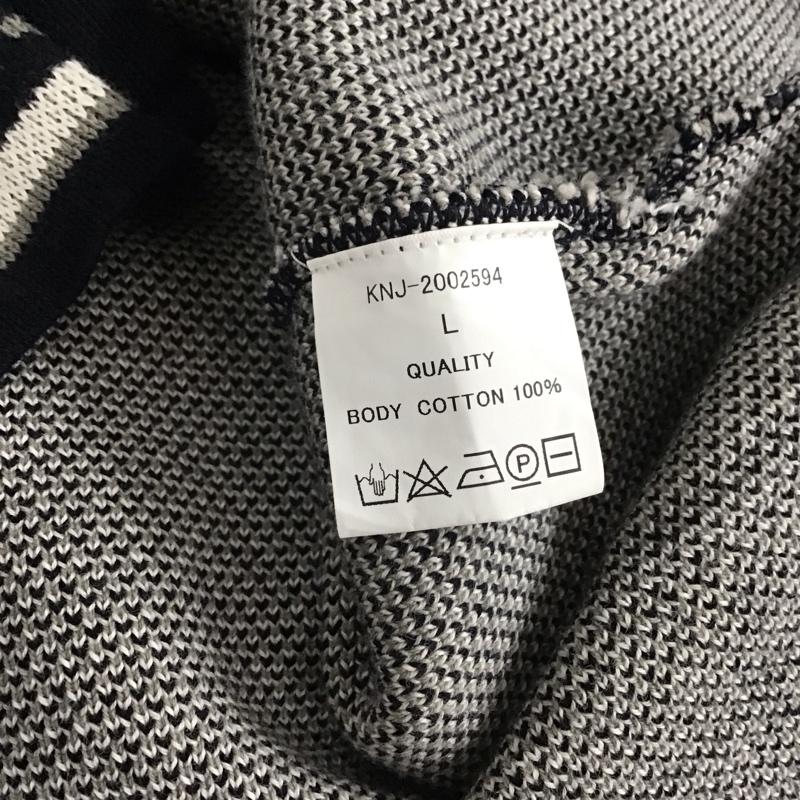 KNJ-2002594
L
QUALITY
BODY COTTON 100%
P